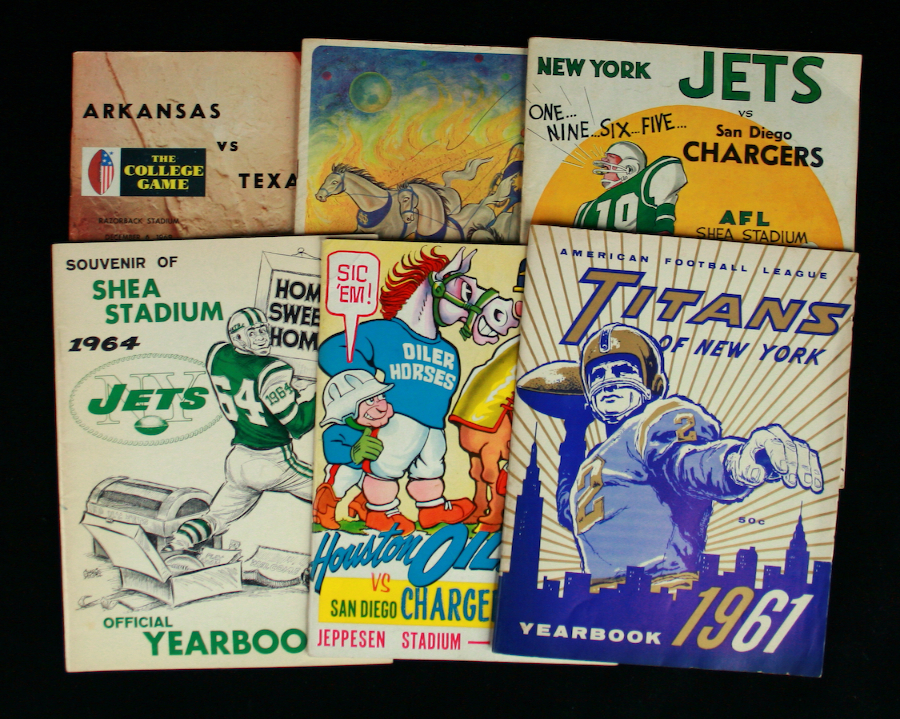 ARKANSAS
VS
TEXA
THE
COLLEGE
GAME
RAZORBACK STADIUM
NEW YORK JETS
VS
San Diego
CHARGERS
ONE...
NINE...SIX...FIVE...
10
AFL
SHEA STADIUM
SOUVENIR OF
SHEA
STADIUM
1964
NY
JETS
HOM
SWEE
HOM
64
1964
OFFICIAL
YEARBOO
SIC
'EM!
OILER
HORSES
Houston OIL
VS
SAN DIEGO CHARGE
JEPPESEN STADIUM —
AMERICAN FOOTBALL LEAGUE
TITANS
OF NEW YORK
2
2
50c
1961
YEARBOOK